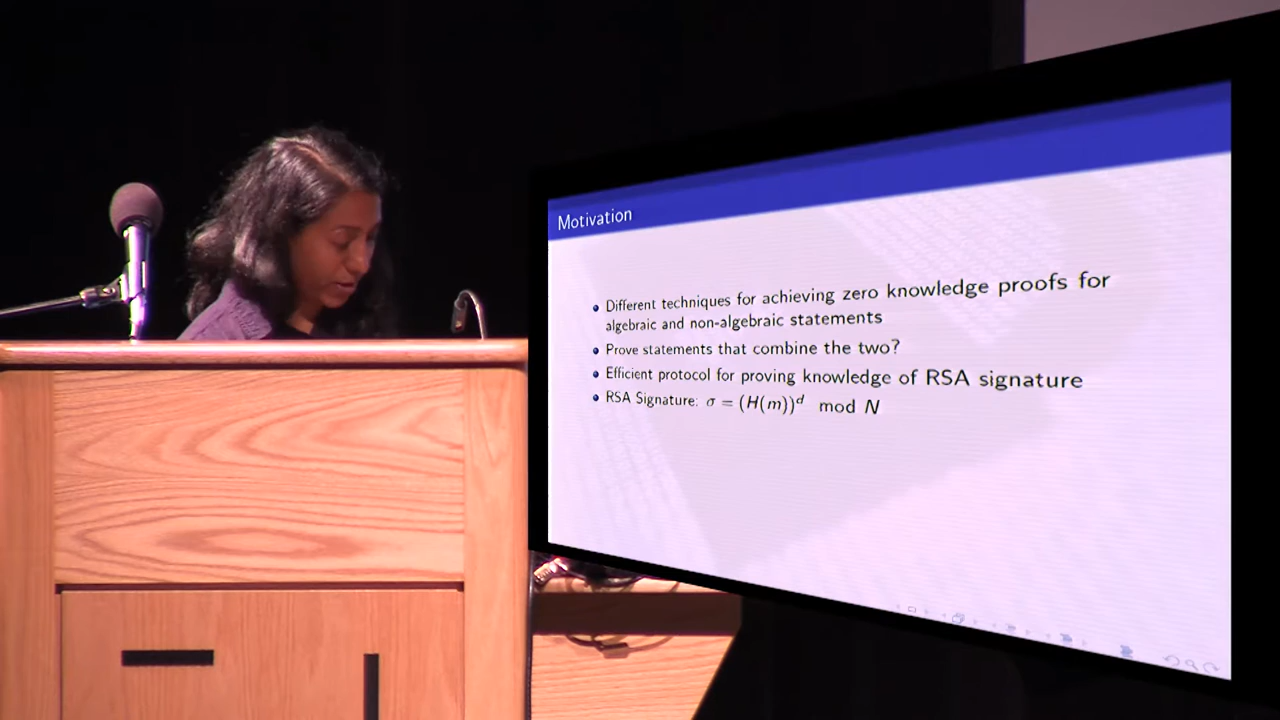 Motivation
Different techniques for achieving zero knowledge proofs for
algebraic and non-algebraic statements
Prove statements that combine the two?
Efficient protocol for proving knowledge of RSA signature
RSA Signature: σ = (H(m))^d mod N